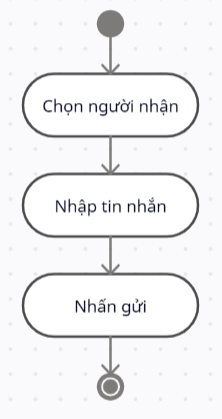 Chọn người nhận
Nhập tin nhắn
Nhấn gửi